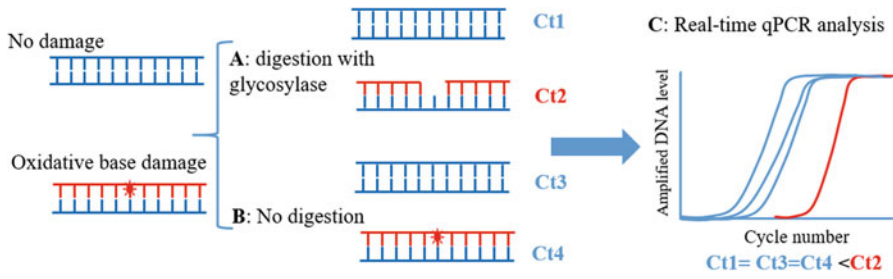 No damage
Oxidative base damage
A: digestion with
glycosylase
B: No digestion
Ct1
Ct2
Ct3
Ct4
C: Real-time qPCR analysis
Amplified DNA level
Cycle number
Ct1= Ct3=Ct4 <Ct2